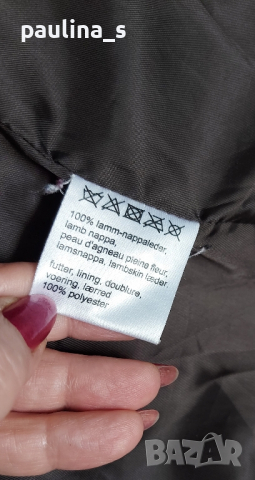 paulina_s
100% lamm-nappaleder,
lamb nappa,
peau d'agneau pleine fleur,
lamsnappa, lambskin læder
futter, lining, doublure,
voering, lærred
100% polyester
BAZAR